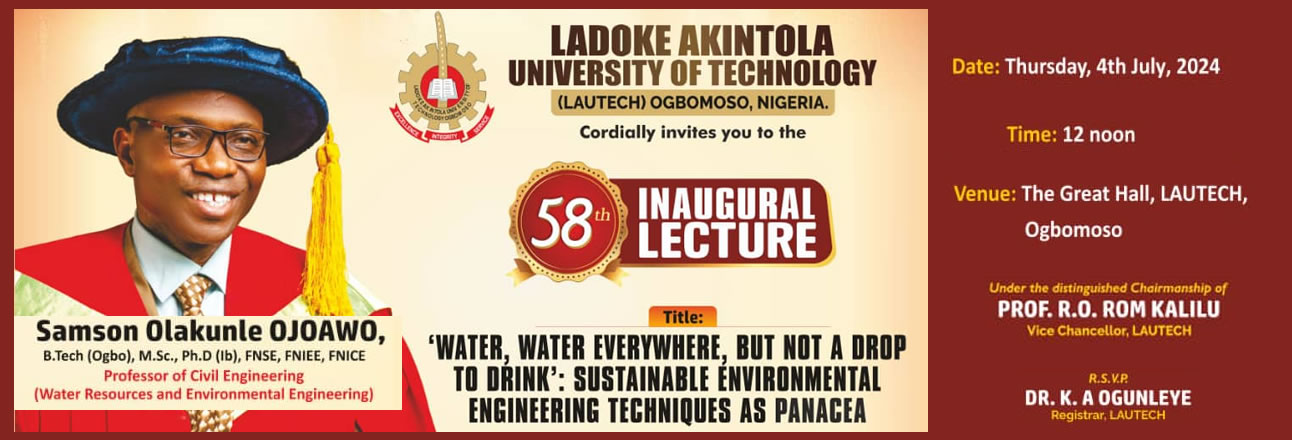 LADOKE AKINTOLA
UNIVERSITY OF TECHNOLOGY
(LAUTECH) OGBOMOSO, NIGERIA.
EXCELLENCE
INTEGRITY
SERVICE
Cordially invites you to the
58th
INAUGURAL
LECTURE
Title:
‘WATER, WATER EVERYWHERE, BUT NOT A DROP
TO DRINK’: SUSTAINABLE ENVIRONMENTAL
ENGINEERING TECHNIQUES AS PANACEA
Samson Olakunle OJOAWO,
B.Tech (Ogbo), M.Sc., Ph.D (Ib), FNSE, FNIEE, FNICE
Professor of Civil Engineering
(Water Resources and Environmental Engineering)
Date: Thursday, 4th July, 2024
Time: 12 noon
Venue: The Great Hall, LAUTECH,
Ogbomoso
Under the distinguished Chairmanship of
PROF. R.O. ROM KALILU
Vice Chancellor, LAUTECH
R.S.V.P.
DR. K. A OGUNLEYE
Registrar, LAUTECH